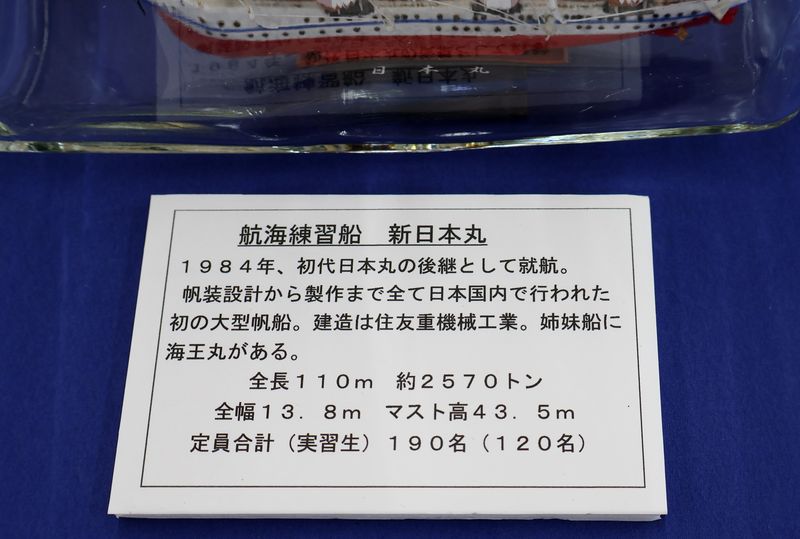 日本丸
航海練習船　新日本丸
１９８４年、初代日本丸の後継として就航。
帆装設計から製作まで全て日本国内で行われた
初の大型帆船。建造は住友重機械工業。姉妹船に
海王丸がある。
全長１１０ｍ　約２５７０トン
全幅１３．８ｍ　マスト高４３．５ｍ
定員合計（実習生）１９０名（１２０名）